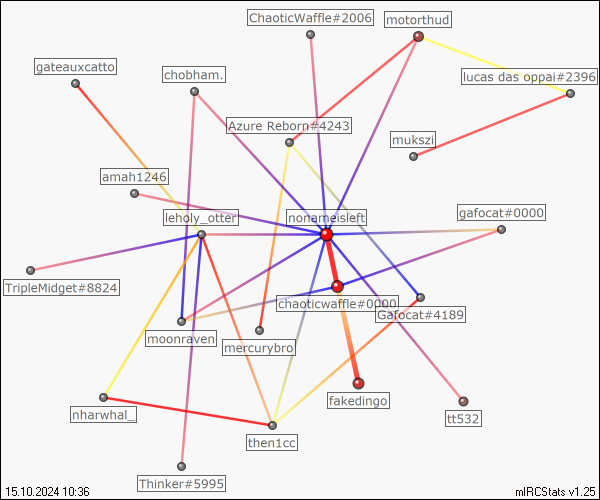 ChaoticWaffle#2006
motorthud
gateauxcatto
chobham.
lucas das oppai#2396
Azure Reborn#4243
mukszi
amah1246
leholy_otter
nonameisleft
gafocat#0000
TripleMidget#8824
chaoticwaffle#0000
Gafocat#4189
moonraven
mercurybro
fakedingo
nharwhal_
tt532
then1cc
Thinker#5995
15.10.2024 10:36
mIRCStats v1.25